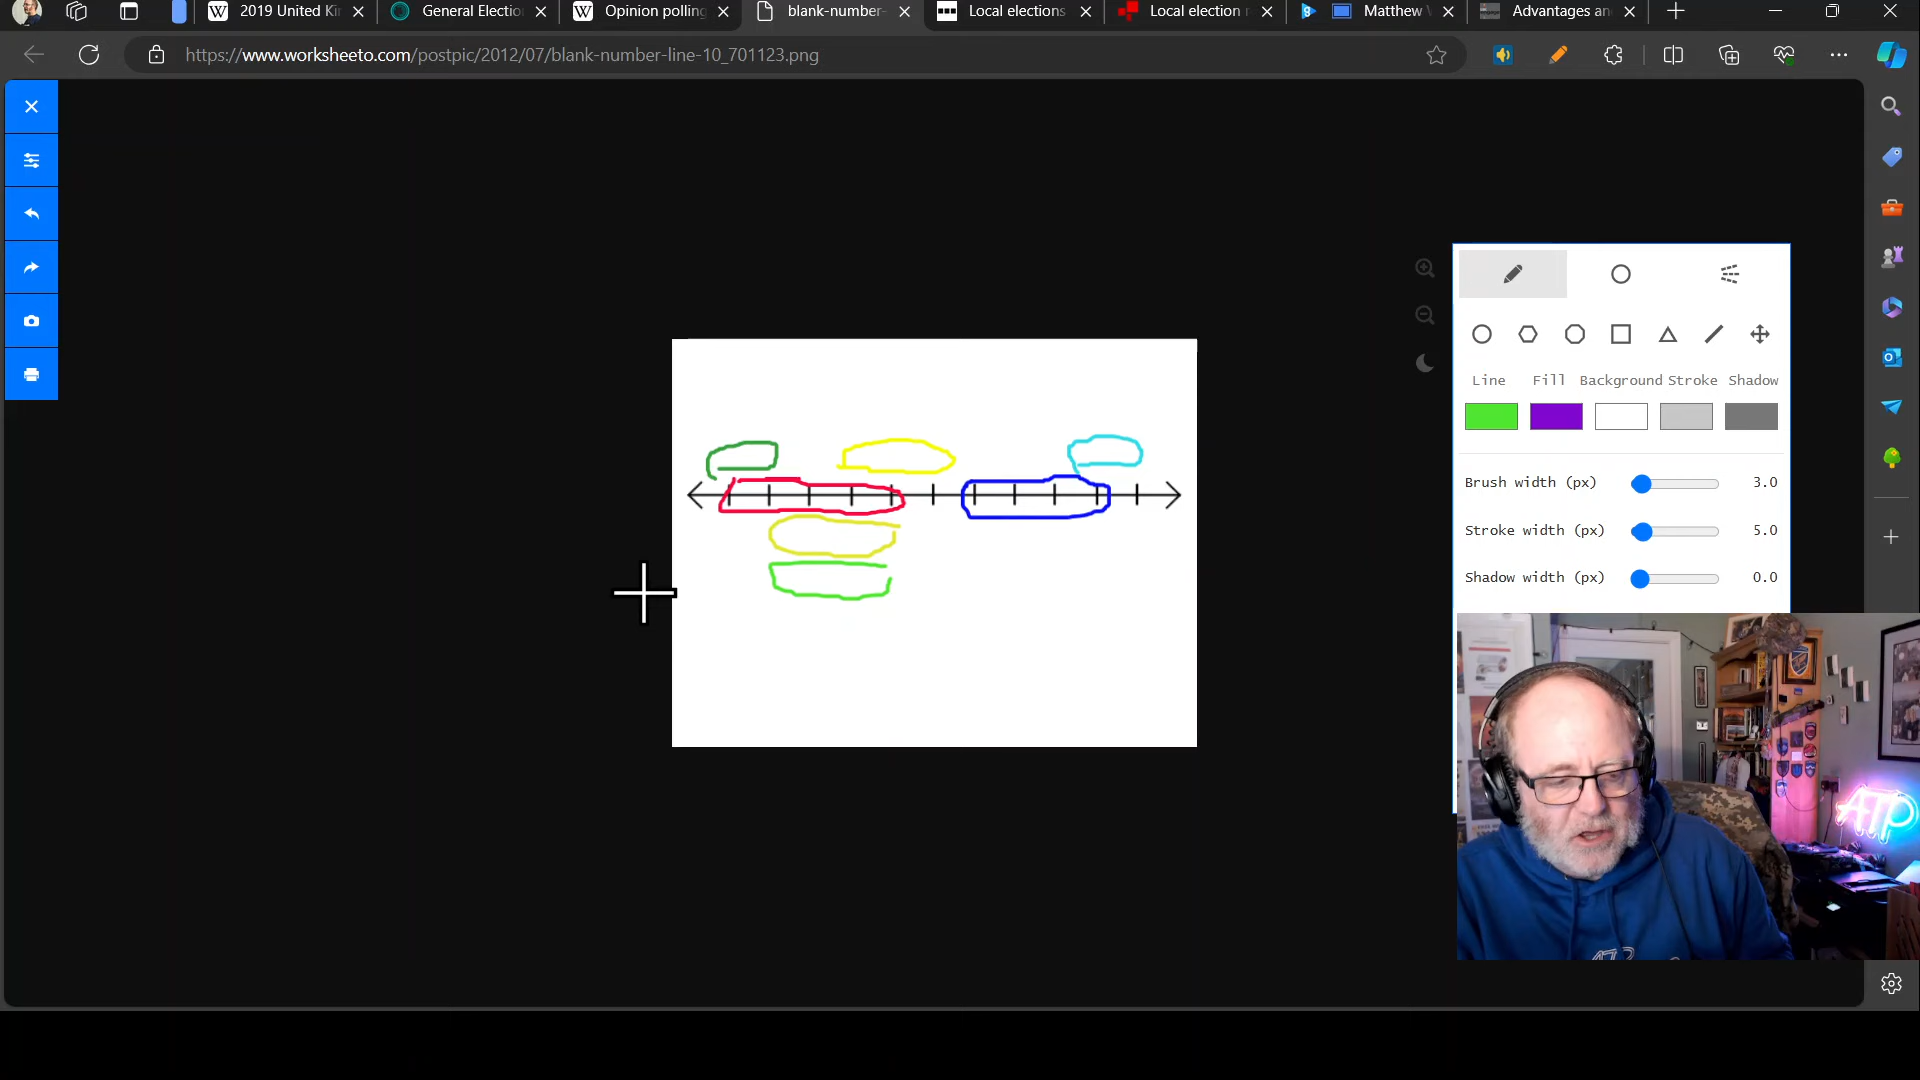 2019 United Ki
General Electio
Opinion polling
blank-number-
Local elections
Local election r
Matthew
Advantages an
https://www.worksheeto.com/postpic/2012/07/blank-number-line-10_701123.png
Line Fill Background Stroke Shadow
Brush width (px) 3.0
Stroke width (px) 5.0
Shadow width (px) 0.0
ATP